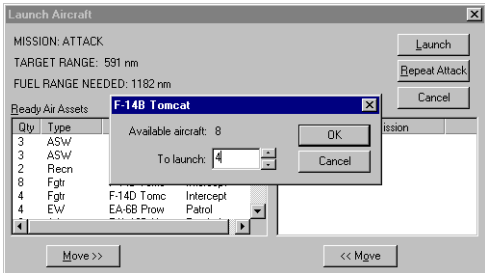 Launch Aircraft
MISSION: ATTACK
TARGET RANGE: 591 nm
FUEL RANGE NEEDED: 1182 nm
Launch
Repeat Attack
Cancel
Ready Air Assets
F-14B Tomcat
Available aircraft: 8
To launch: 4
OK
Cancel
Qty Type ission
3 ASW
3 ASW
2 Recn
8 Fgtr Intercept
4 Fgtr F-14D Tomc Intercept
4 EW EA-6B Prow Patrol
Move >>
<< Move